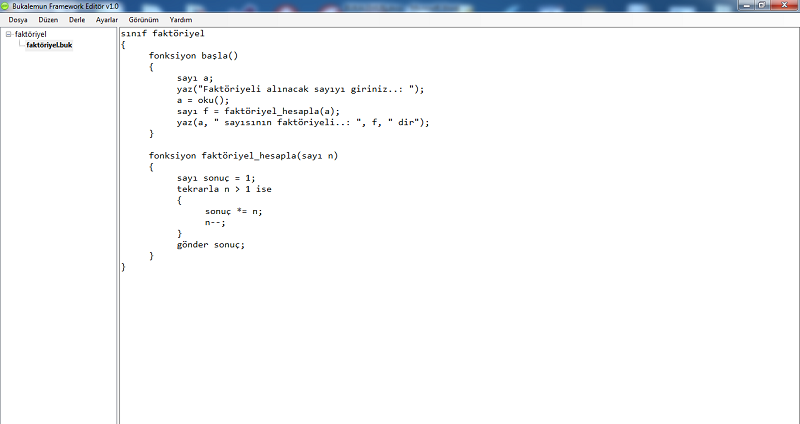 Bukalemun Framework Editör v1.0
Dosya Düzen Derle Ayarlar Görünüm Yardım
faktöriyel
faktöriyel.buk
sınıf faktöriyel
{
fonksiyon başla()
{
sayı a;
yaz("Faktöriyeli alınacak sayıyı giriniz..: ");
a = oku();
sayı f = faktöriyel_hesapla(a);
yaz(a, " sayısının faktöriyeli..: ", f, " dir");
}
fonksiyon faktöriyel_hesapla(sayı n)
{
sayı sonuç = 1;
tekrarla n > 1 ise
{
sonuç *= n;
n--;
}
gönder sonuç;
}
}